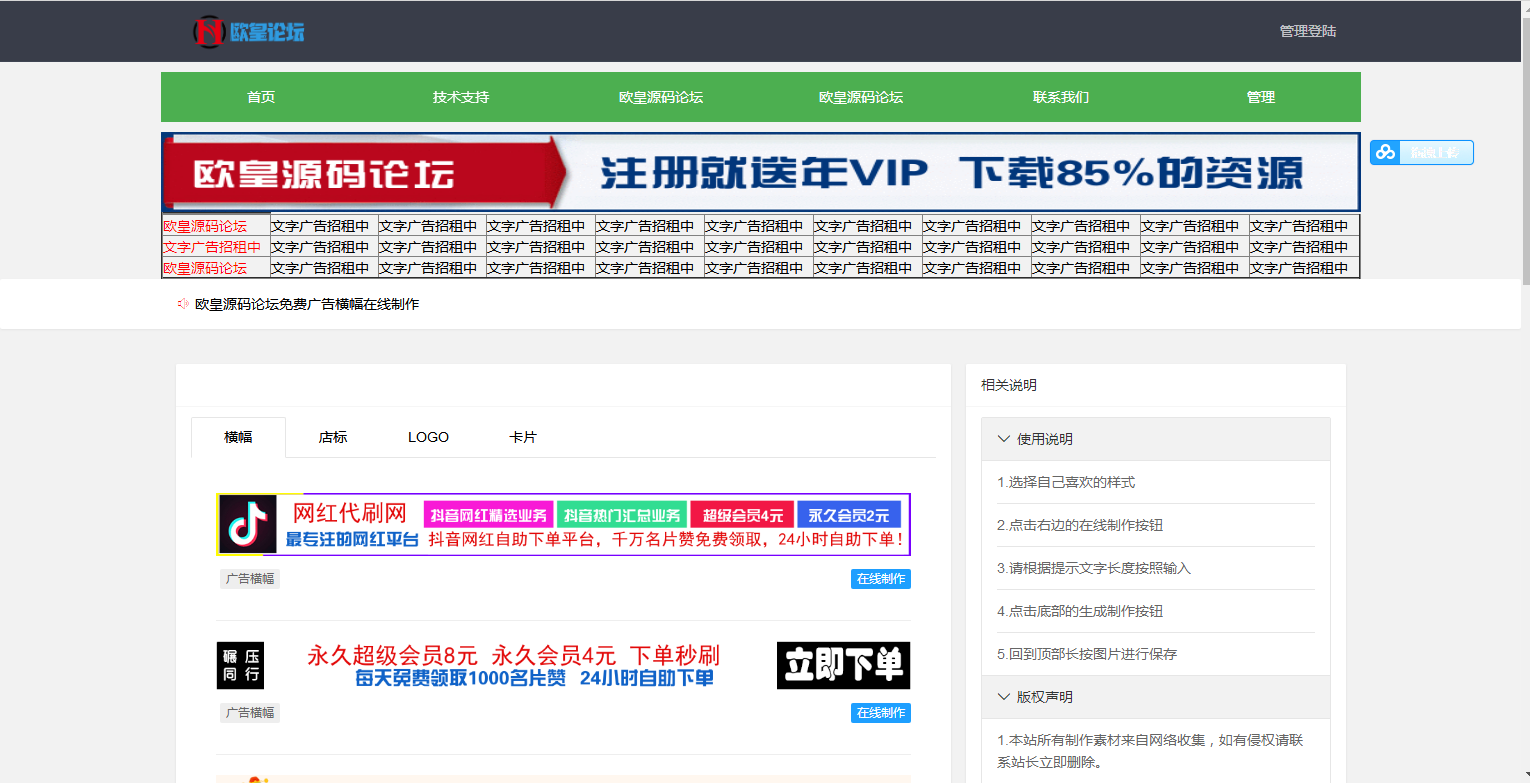 欧皇论坛
管理登陆
首页 技术支持 欧皇源码论坛 欧皇源码论坛 联系我们 管理
欧皇源码论坛 注册就送年VIP 下载85%的资源
欧皇源码论坛 文字广告招租中 文字广告招租中 文字广告招租中 文字广告招租中 文字广告招租中 文字广告招租中 文字广告招租中 文字广告招租中 文字广告招租中 文字广告招租中
文字广告招租中 文字广告招租中 文字广告招租中 文字广告招租中 文字广告招租中 文字广告招租中 文字广告招租中 文字广告招租中 文字广告招租中 文字广告招租中 文字广告招租中
欧皇源码论坛 文字广告招租中 文字广告招租中 文字广告招租中 文字广告招租中 文字广告招租中 文字广告招租中 文字广告招租中 文字广告招租中 文字广告招租中 文字广告招租中
欧皇源码论坛免费广告横幅在线制作
横幅 店标 LOGO 卡片
网红代刷网 抖音网红精选业务 抖音热门汇总业务 超级会员4元 永久会员2元
最专注的网红平台 抖音网红自助下单平台，千万名片赞免费领取，24小时自助下单！
广告横幅 在线制作
碾压
同行
永久超级会员8元 永久会员4元 下单秒刷
每天免费领取1000名片赞 24小时自助下单
立即下单
广告横幅 在线制作
相关说明
使用说明
1.选择自己喜欢的样式
2.点击右边的在线制作按钮
3.请根据提示文字长度按照输入
4.点击底部的生成制作按钮
5.回到顶部长按图片进行保存
版权声明
1.本站所有制作素材来自网络收集，如有侵权请联
系站长立即删除。